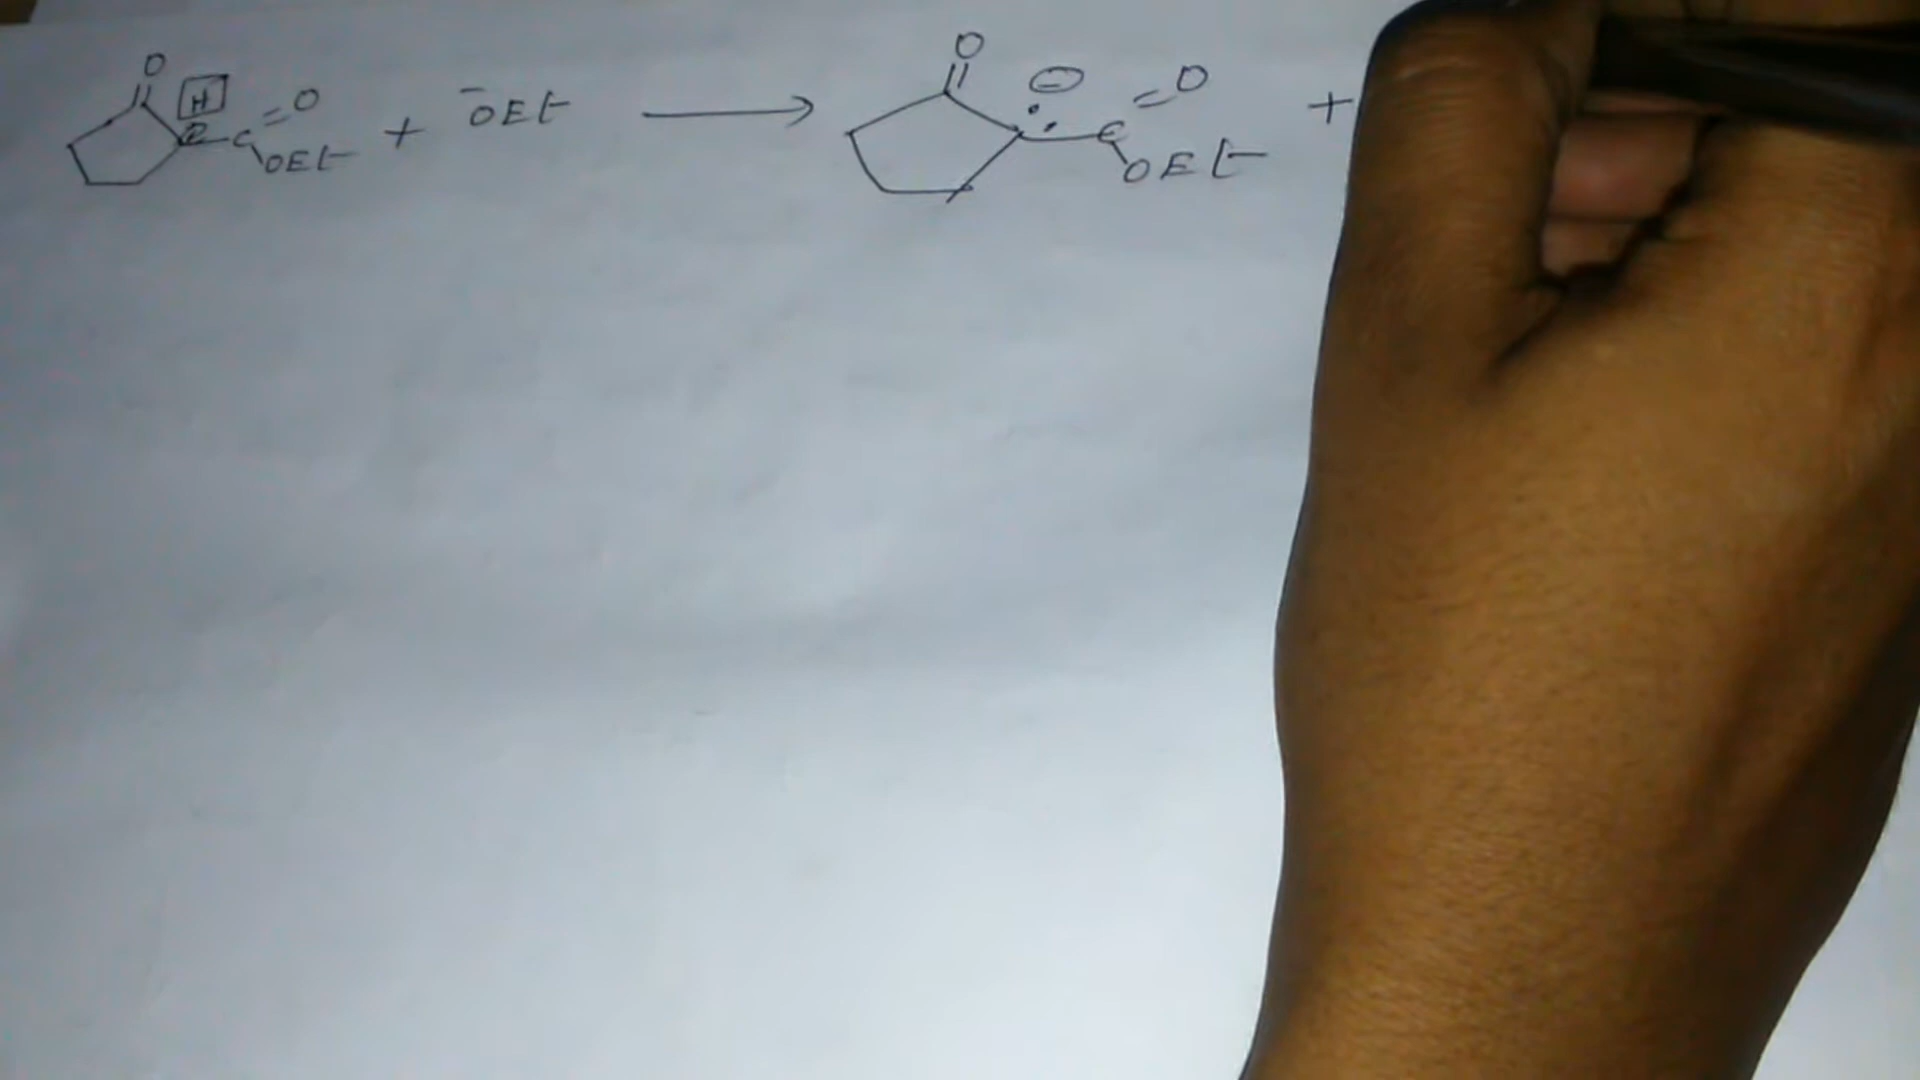 O H O O ⊖ O
C + ⁻OEt ⟶ C +
OEt OEt